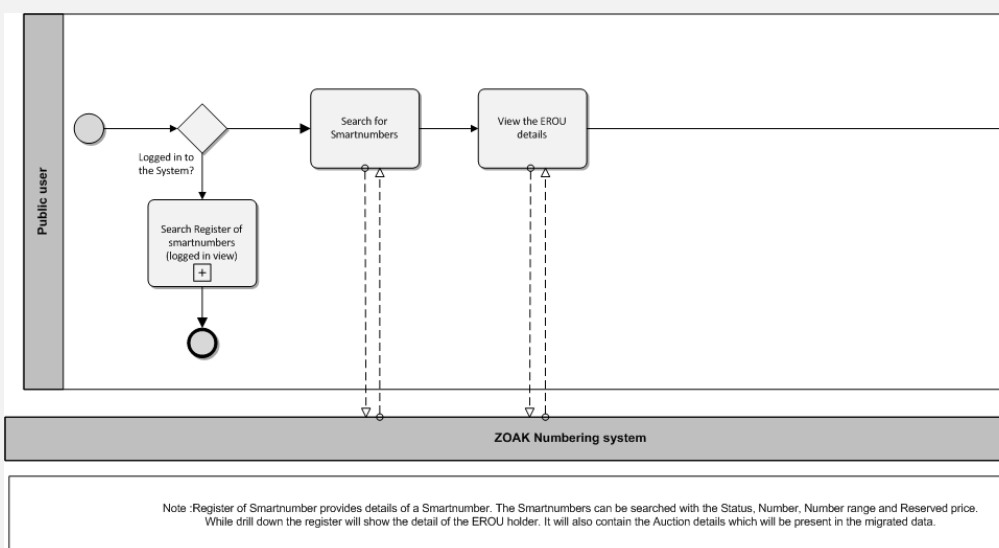 Public user
Logged in to
the System?
Search Register of
smartnumbers
(logged in view)
+
Search for
Smartnumbers
View the EROU
details
ZOAK Numbering system
Note :Register of Smartnumber provides details of a Smartnumber. The Smartnumbers can be searched with the Status, Number, Number range and Reserved price.
While drill down the register will show the detail of the EROU holder. It will also contain the Auction details which will be present in the migrated data.